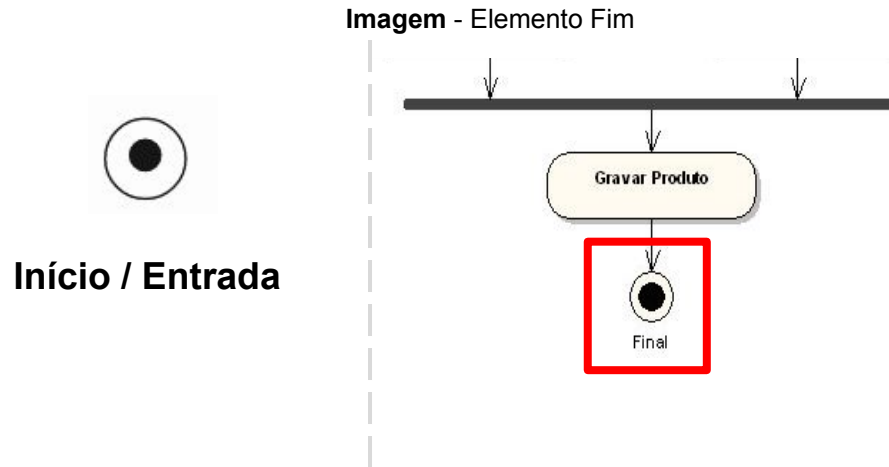 Imagem - Elemento Fim
Início / Entrada
Gravar Produto
Final